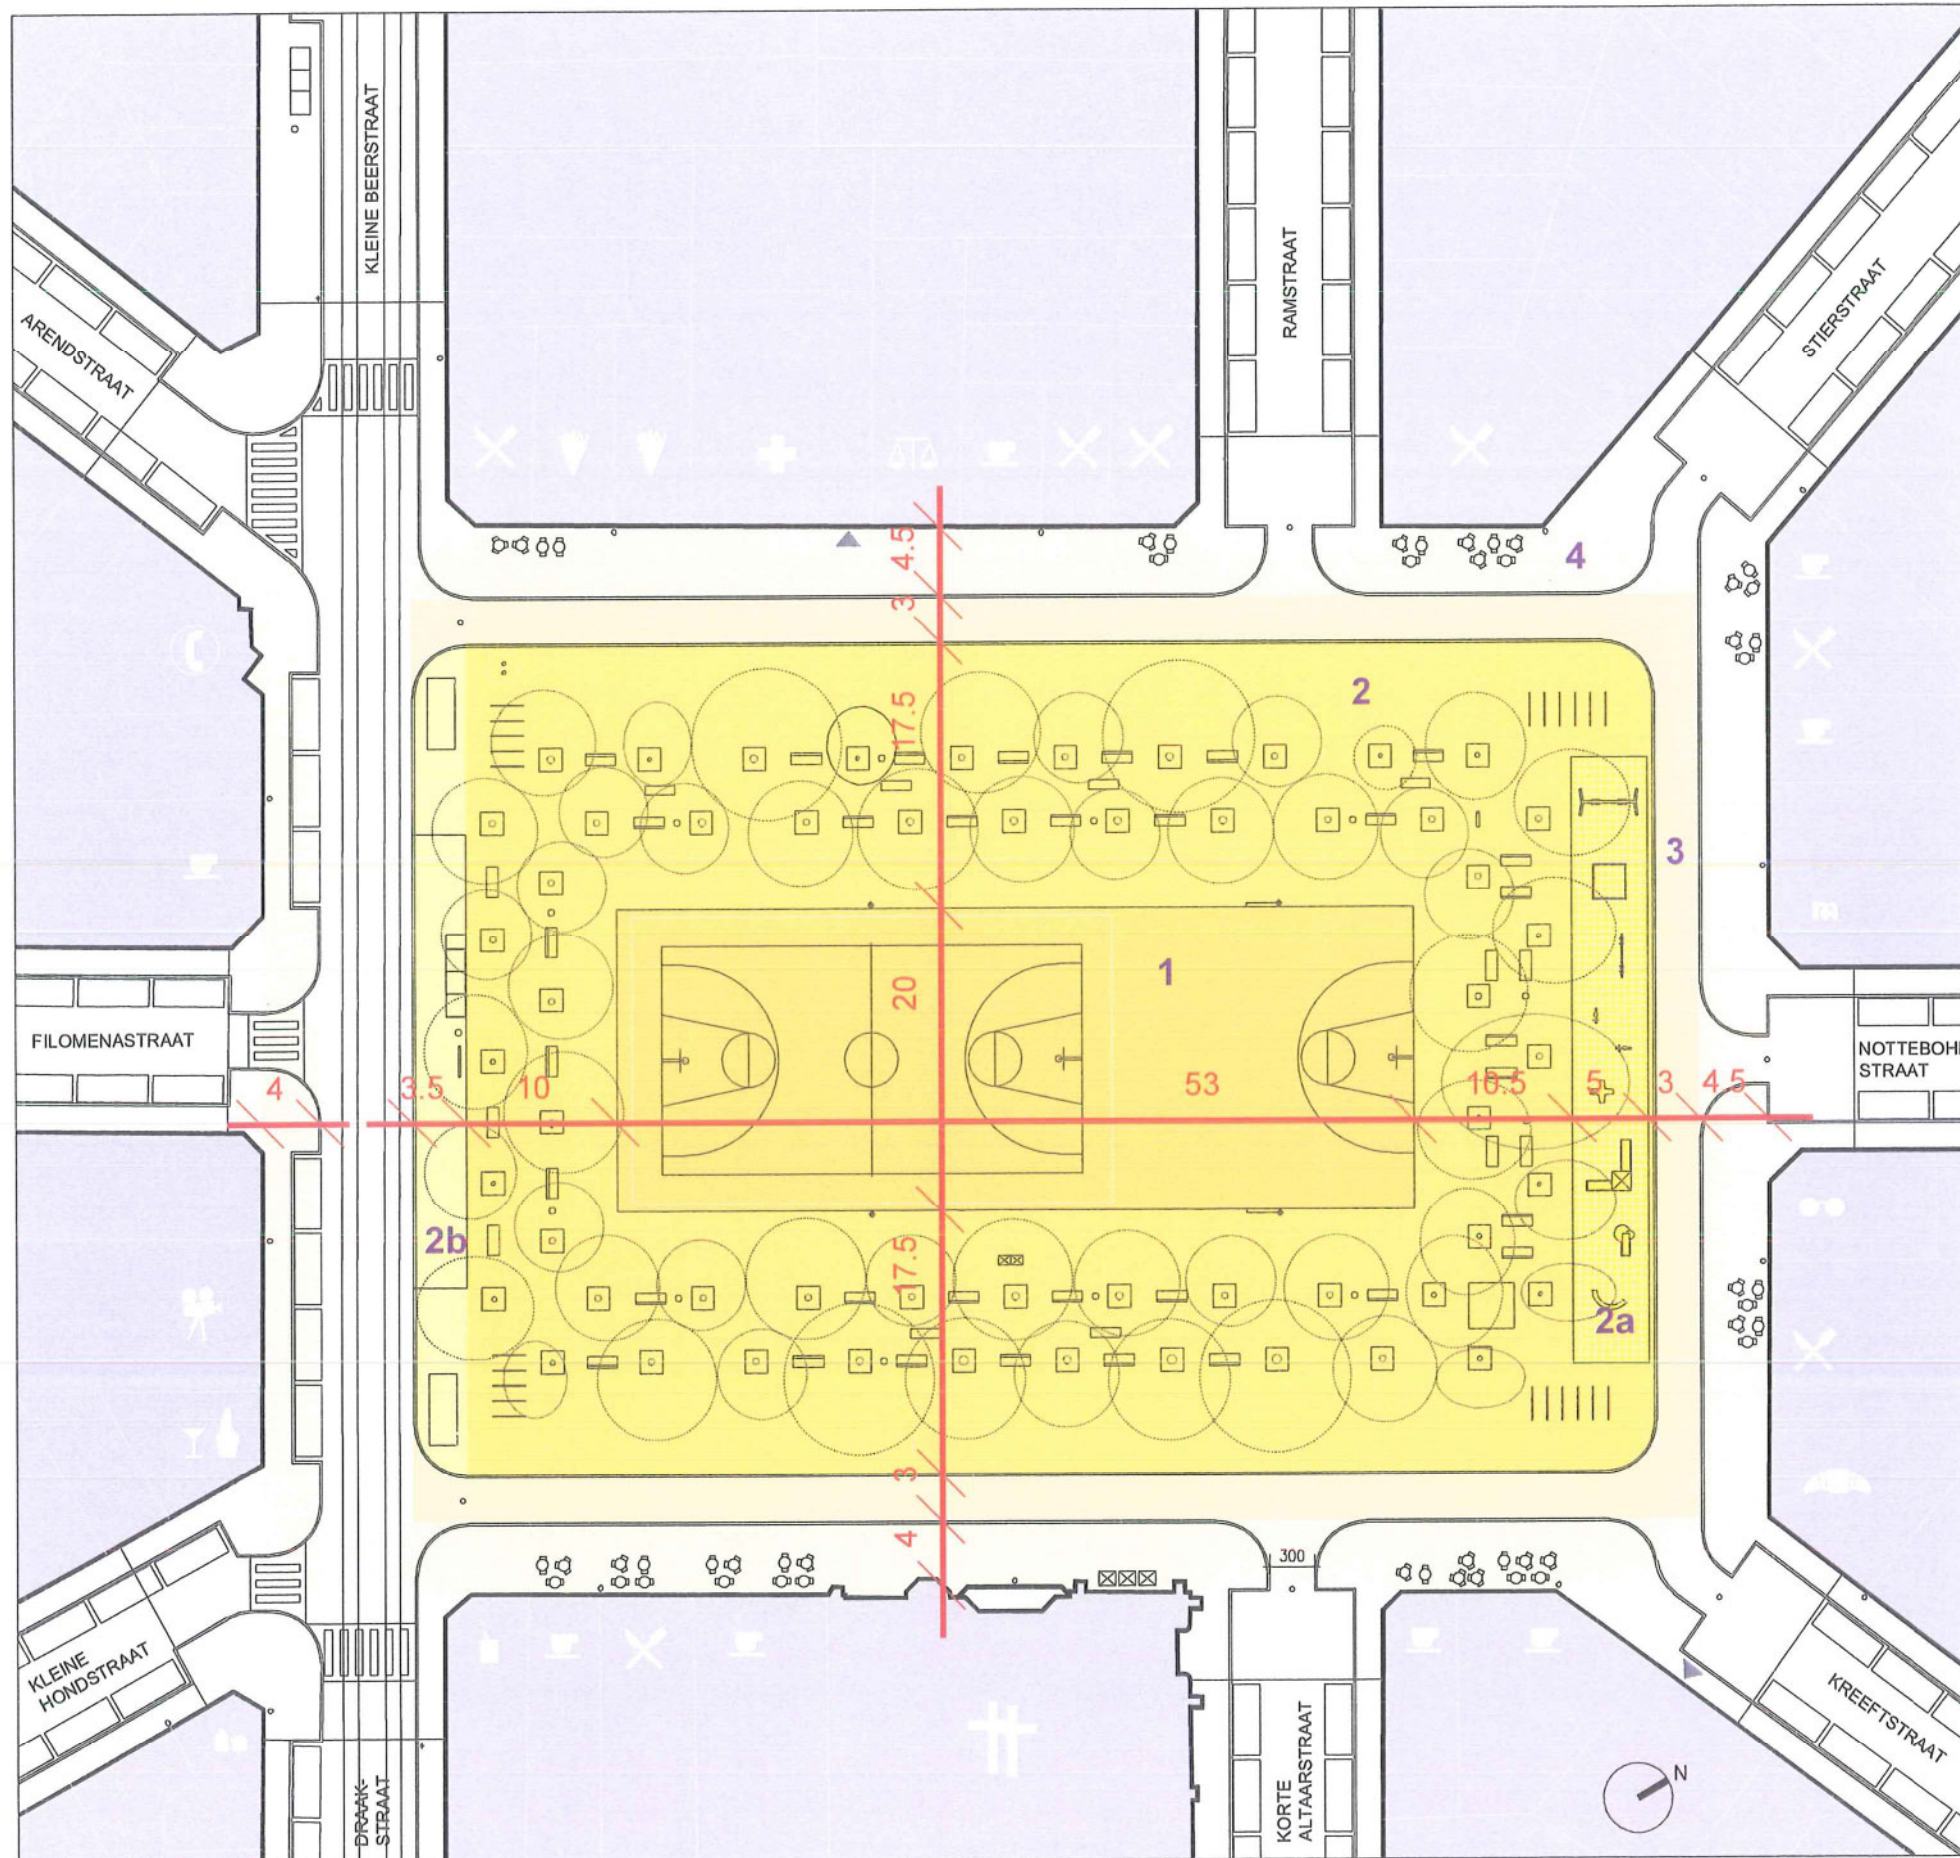 KLEINE BEERSTRAAT
RAMSTRAAT
STIERSTRAAT
ARENDSTRAAT
4.5
4
3
17.5
2
3
1
20
FILOMENASTRAAT
NOTTEBOHM
STRAAT
4
3.5
10
53
10.5
5
3
4.5
2b
17.5
2a
3
4
300
KLEINE
HONDSTRAAT
DRAAK-
STRAAT
KORTE
ALTAARSTRAAT
KREEFTSTRAAT
N